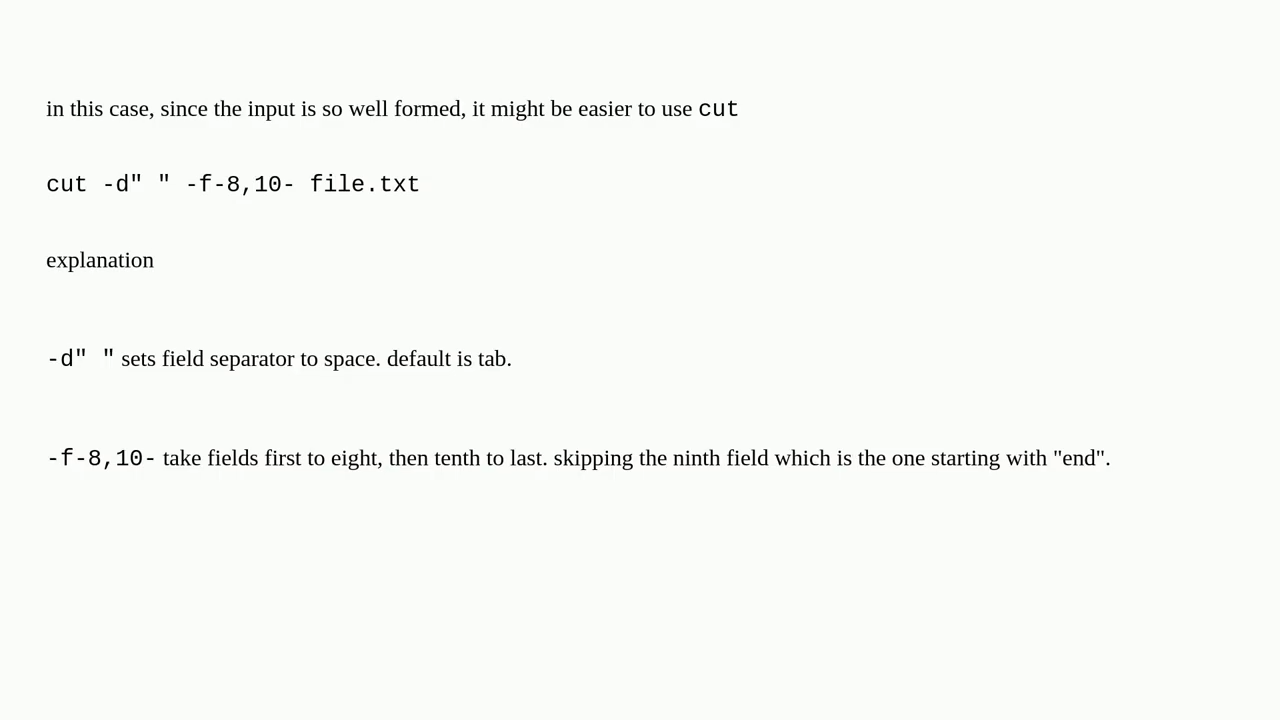 in this case, since the input is so well formed, it might be easier to use cut
cut -d" " -f-8,10- file.txt
explanation
-d" " sets field separator to space. default is tab.
-f-8,10- take fields first to eight, then tenth to last. skipping the ninth field which is the one starting with "end".